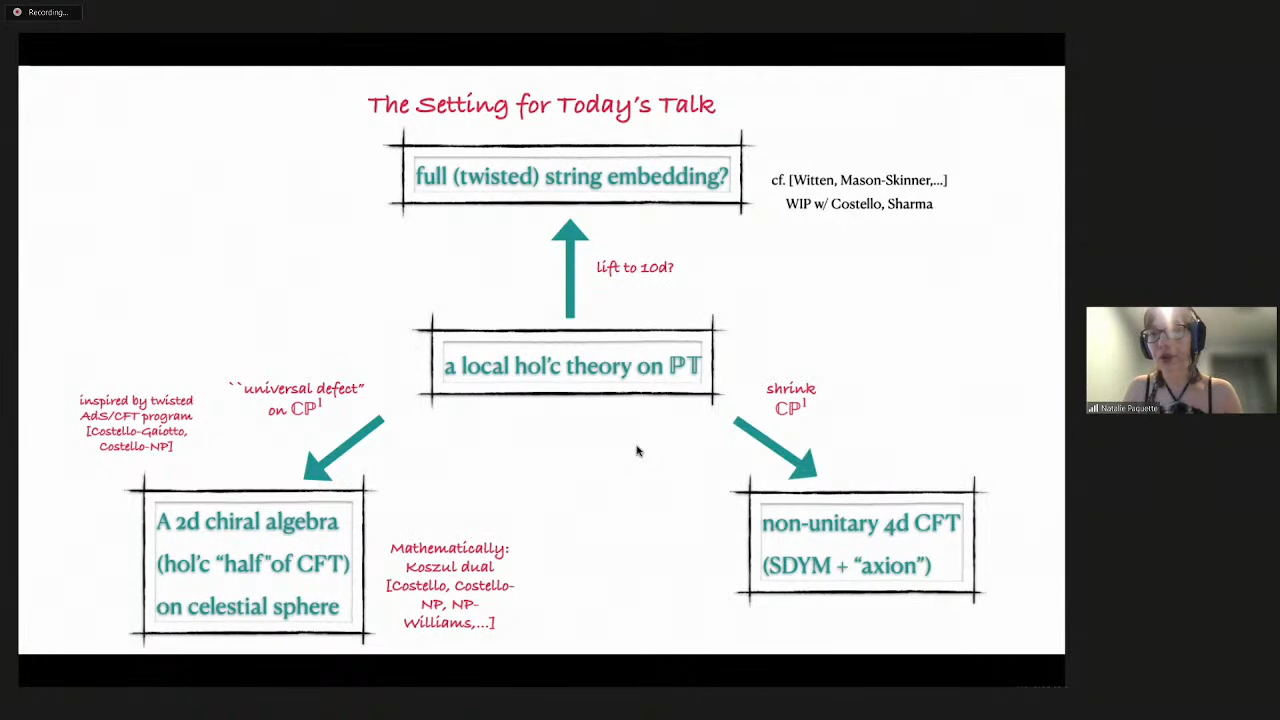 Recording...
The Setting for Today's Talk
full (twisted) string embedding?
cf. [Witten, Mason-Skinner,...]
WIP w/ Costello, Sharma
lift to 10d?
a local hol'c theory on ℙ𝕋
``universal defect"
on ℂℙ¹
shrink
ℂℙ¹
inspired by twisted
AdS/CFT program
[Costello-Gaiotto,
Costello-NP]
A 2d chiral algebra
(hol'c "half"of CFT)
on celestial sphere
Mathematically:
Koszul dual
[Costello, Costello-
NP, NP-
Williams,...]
non-unitary 4d CFT
(SDYM + "axion")
Natalie Paquette